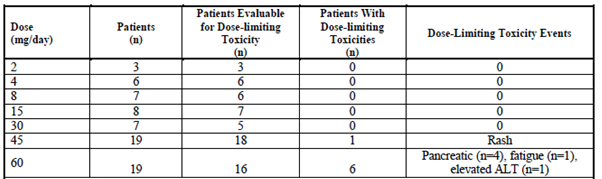 Dose (mg/day) | Patients (n) | Patients Evaluable for Dose-limiting Toxicity (n) | Patients With Dose-limiting Toxicities (n) | Dose-Limiting Toxicity Events
2 | 3 | 3 | 0 | 0
4 | 6 | 6 | 0 | 0
8 | 7 | 6 | 0 | 0
15 | 8 | 7 | 0 | 0
30 | 7 | 5 | 0 | 0
45 | 19 | 18 | 1 | Rash
60 | 19 | 16 | 6 | Pancreatic (n=4), fatigue (n=1), elevated ALT (n=1)